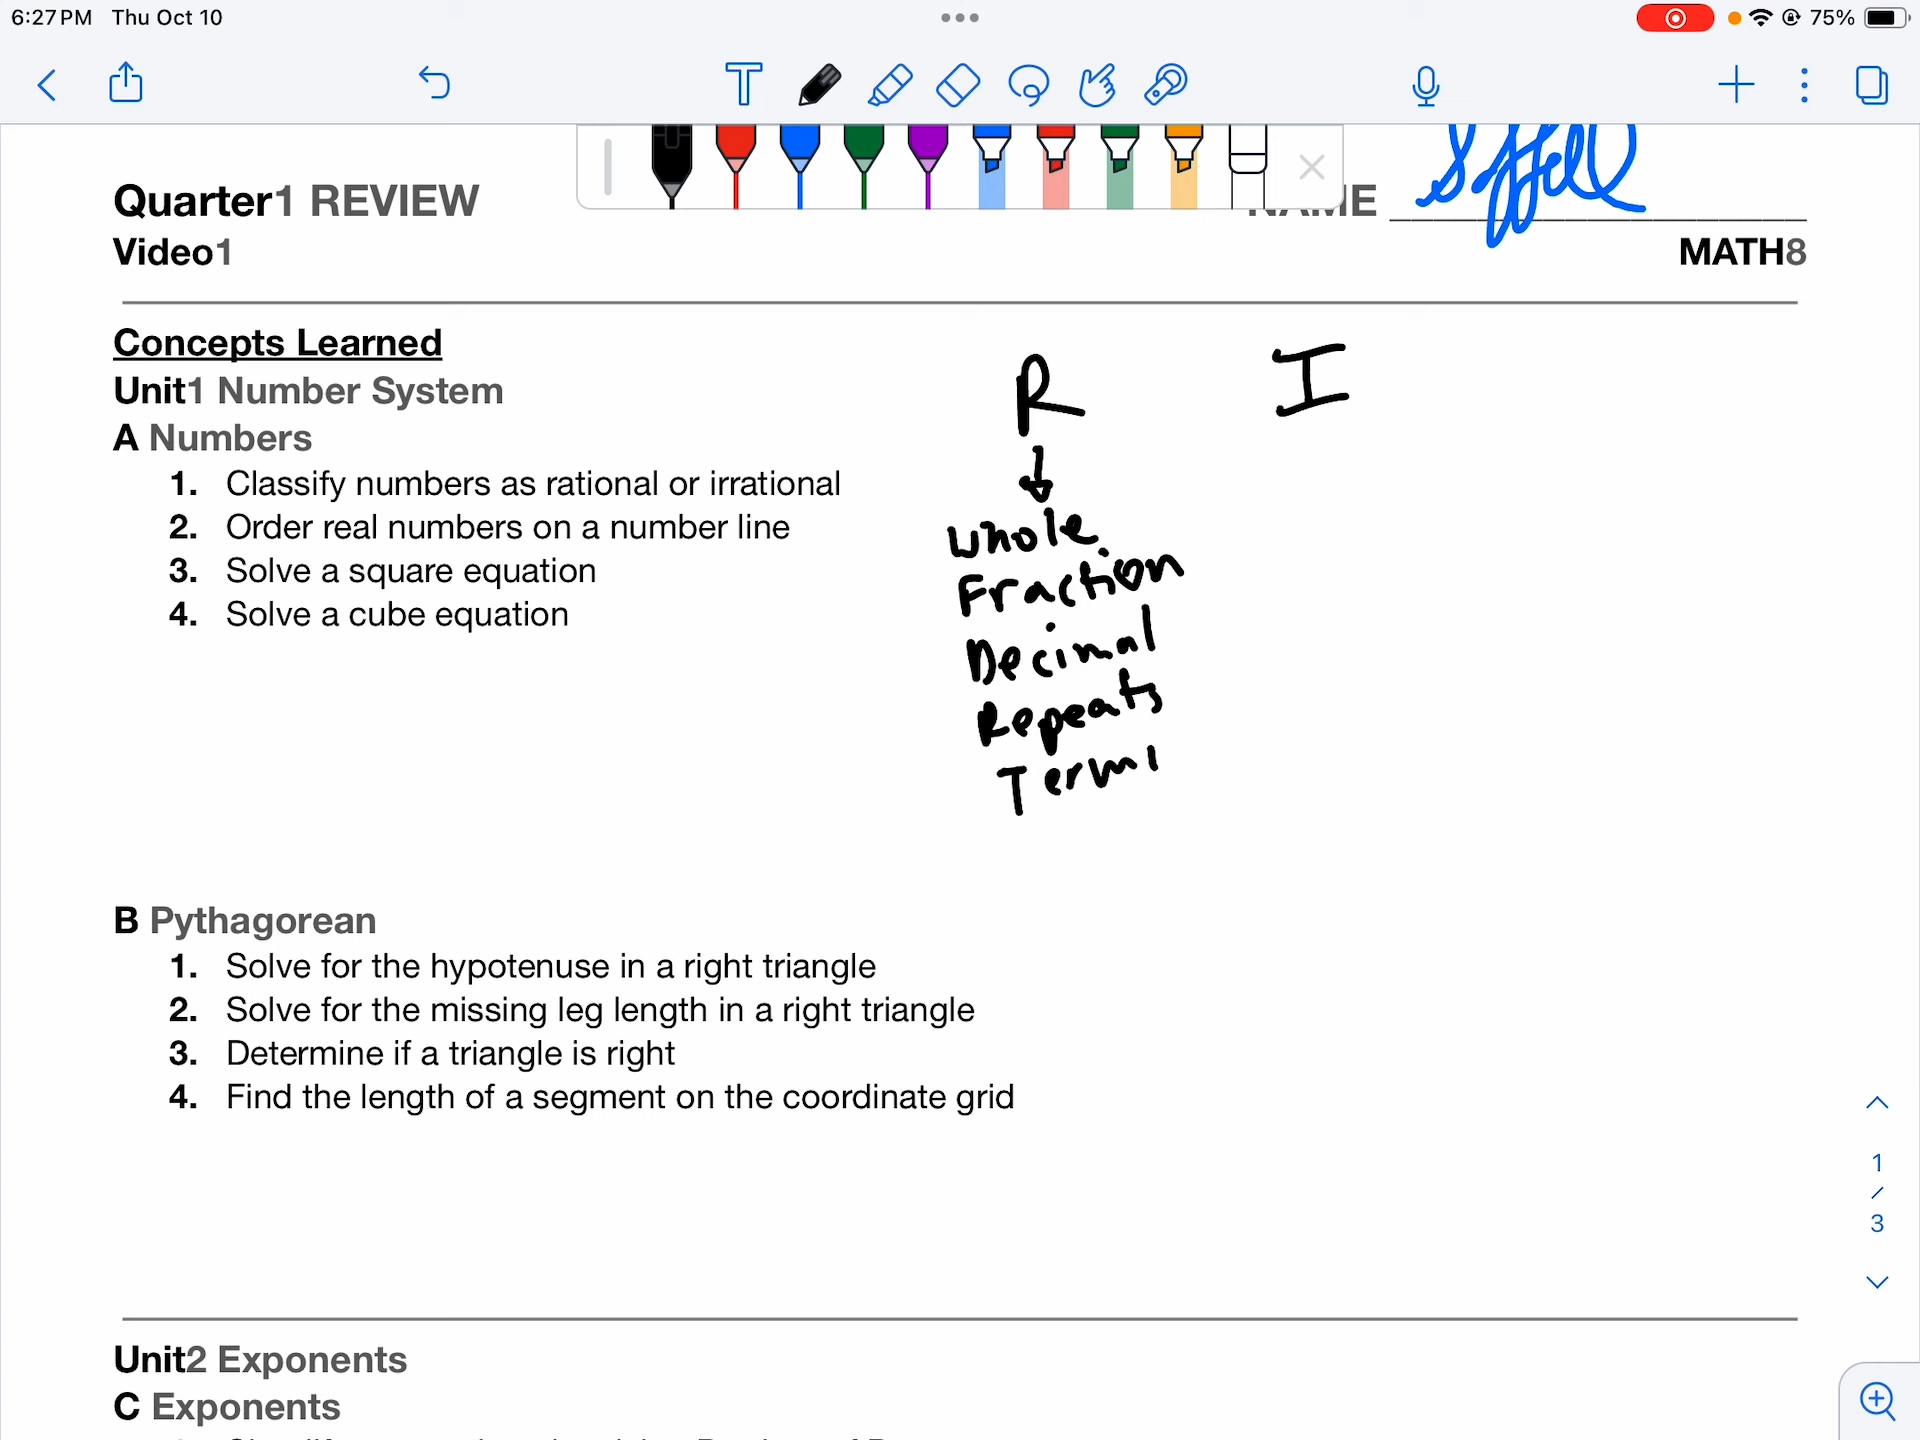 6:27 PM Thu Oct 10
75%
Quarter1 REVIEW
NAME
Video1
MATH8
Concepts Learned
Unit1 Number System
A Numbers
1. Classify numbers as rational or irrational
2. Order real numbers on a number line
3. Solve a square equation
4. Solve a cube equation
R I
Whole
Fraction
Decimal
Repeats
Termi
B Pythagorean
1. Solve for the hypotenuse in a right triangle
2. Solve for the missing leg length in a right triangle
3. Determine if a triangle is right
4. Find the length of a segment on the coordinate grid
1
/
3
Unit2 Exponents
C Exponents